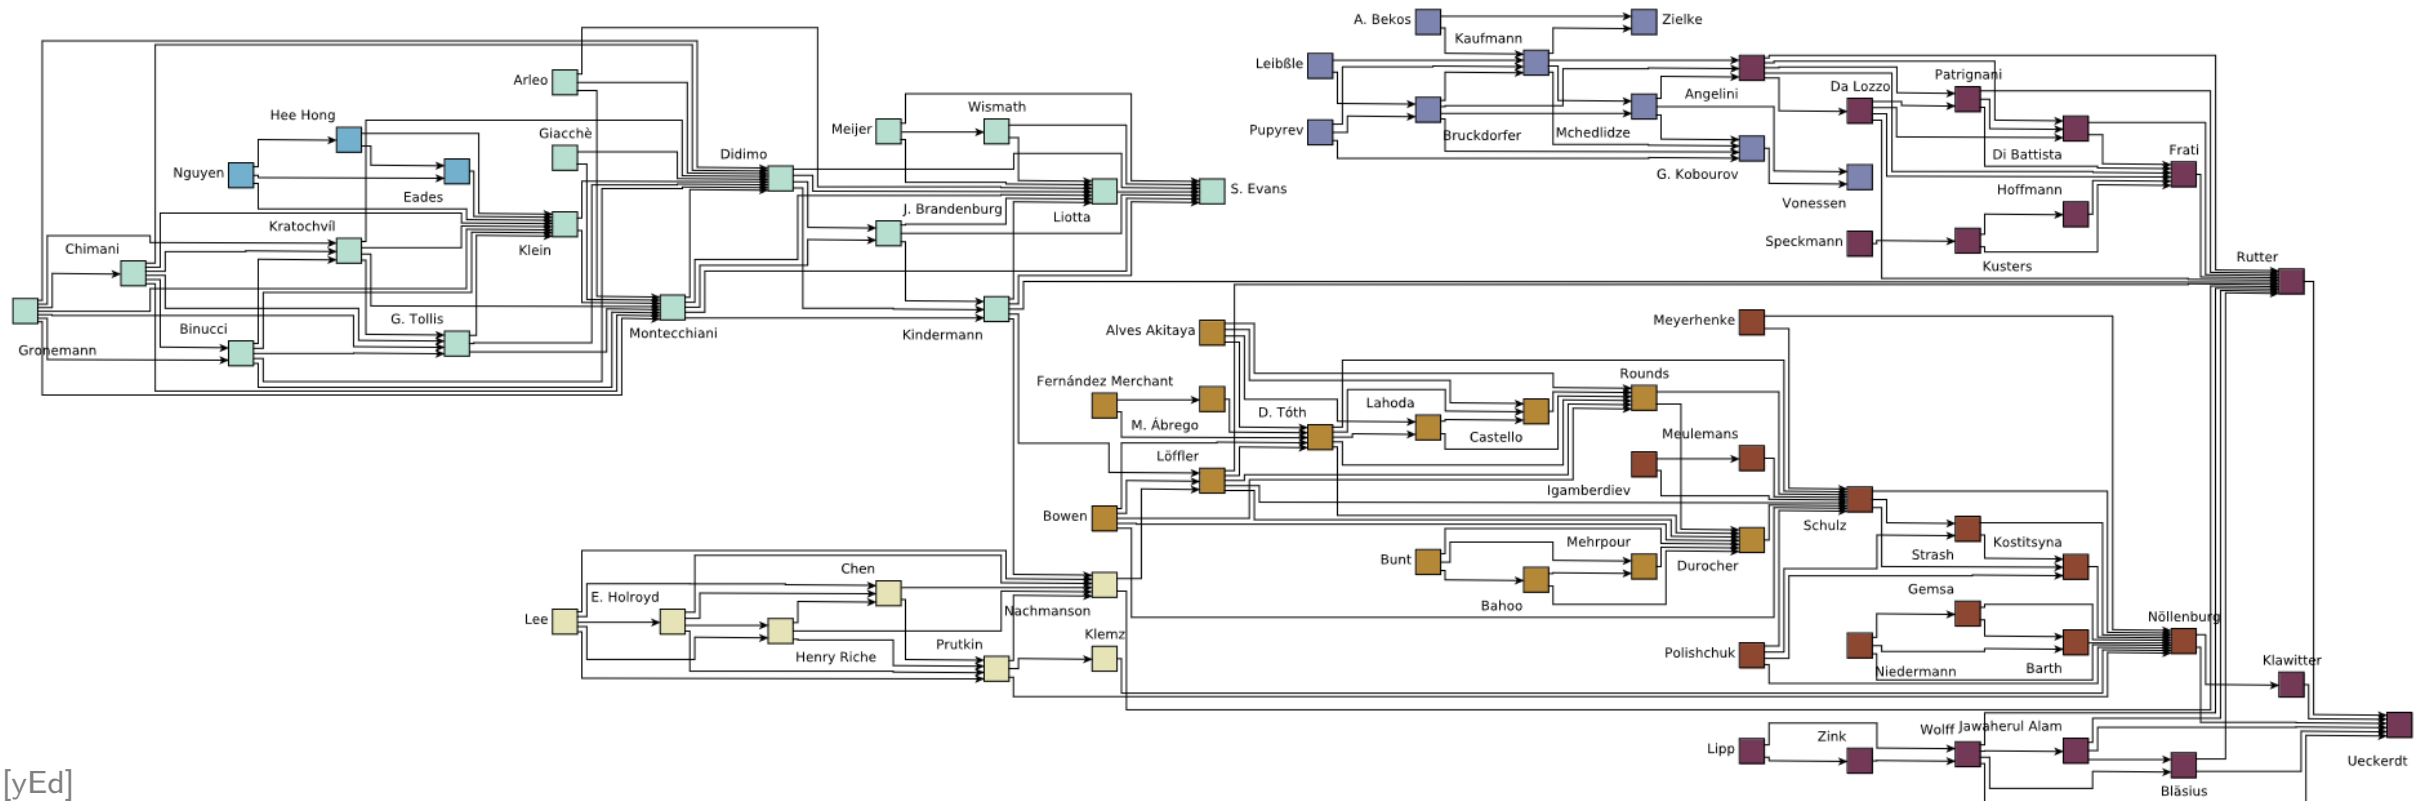 A. Bekos
Zielke
Kaufmann
Leibßle
Arleo
Patrignani
Da Lozzo
Angelini
Wismath
Hee Hong
Meijer
Giacchè
Pupyrev
Bruckdorfer
Mchedlidze
Didimo
Di Battista
Frati
Nguyen
G. Kobourov
Eades
S. Evans
Hoffmann
Vonessen
J. Brandenburg
Liotta
Kratochvíl
Chimani
Klein
Speckmann
Kusters
Rutter
G. Tollis
Binucci
Montecchiani
Kindermann
Alves Akitaya
Meyerhenke
Gronemann
Fernández Merchant
Rounds
Lahoda
D. Tóth
M. Ábrego
Castello
Meulemans
Löffler
Igamberdiev
Bowen
Schulz
Mehrpour
Kostitsyna
Strash
Bunt
Durocher
Chen
Gemsa
E. Holroyd
Bahoo
Nachmanson
Lee
Nöllenburg
Klemz
Prutkin
Henry Riche
Polishchuk
Niedermann
Barth
Klawitter
Jawaherul Alam
Wolff
Zink
Lipp
Ueckerdt
[yEd]
Bläsius